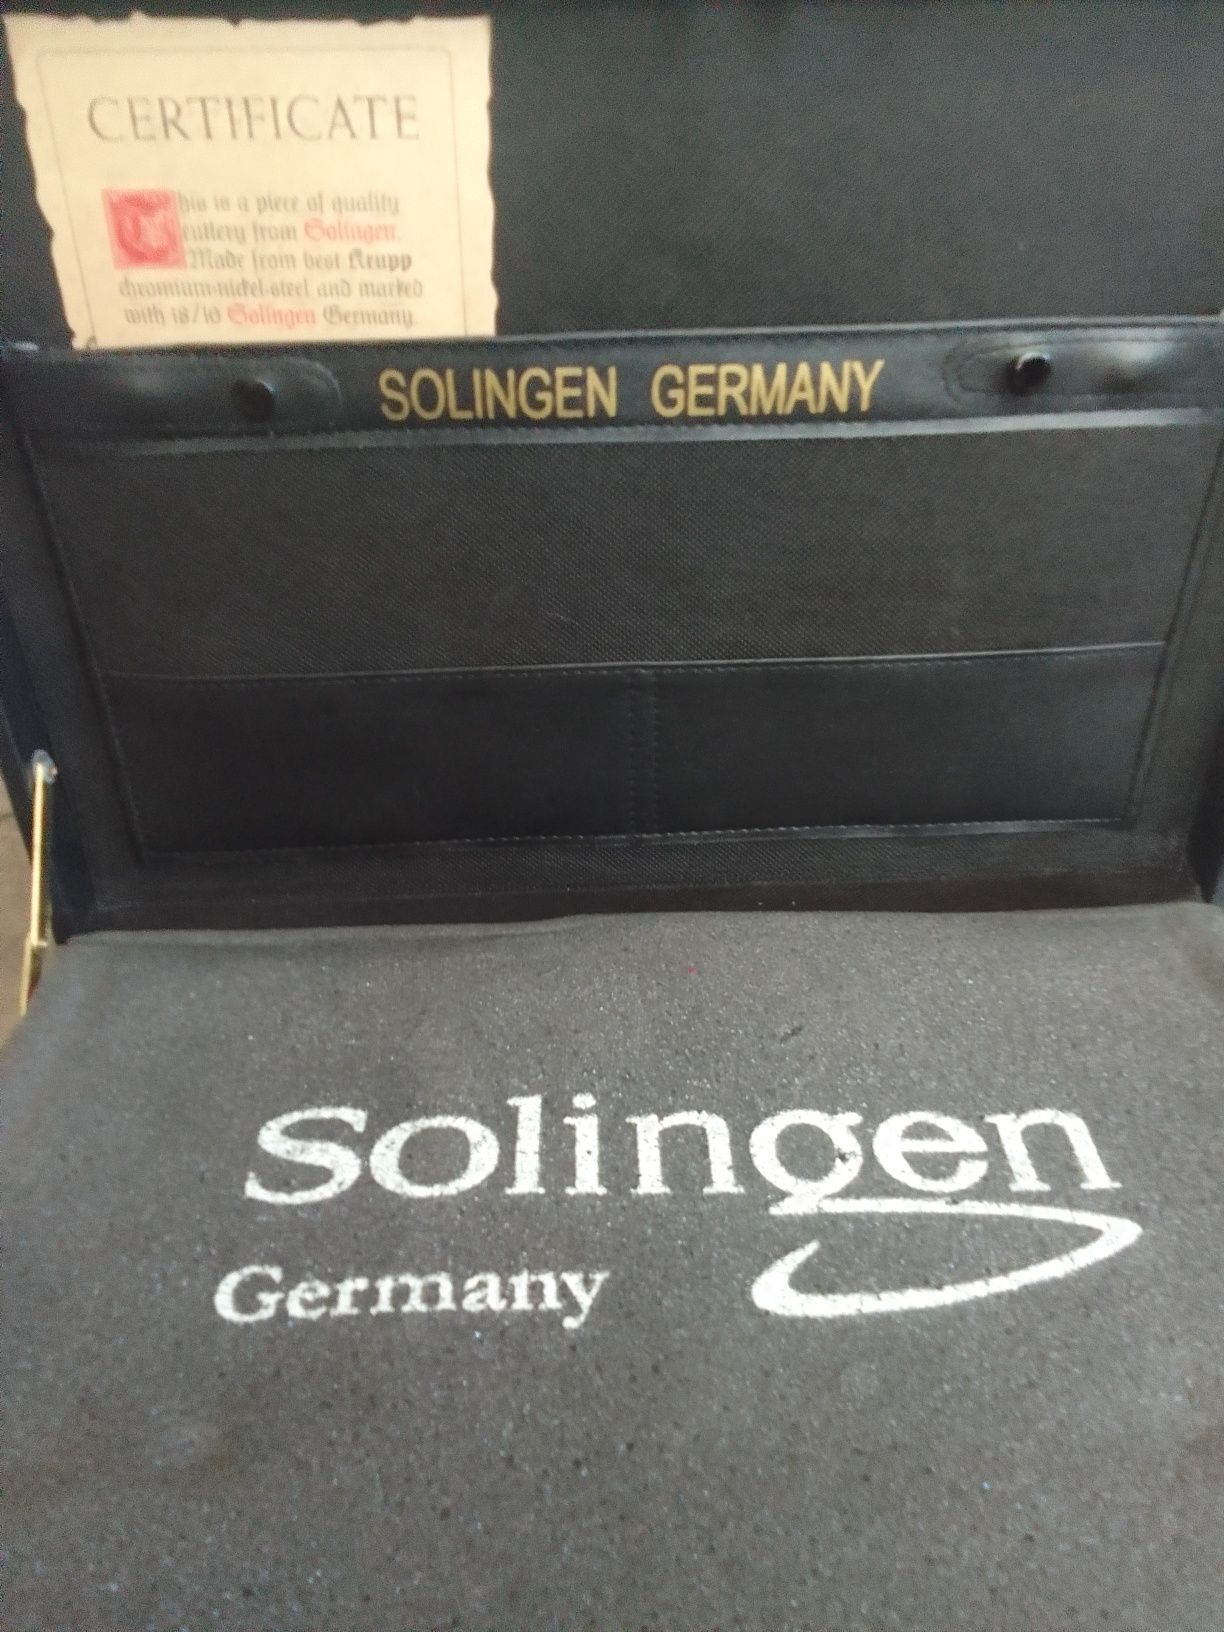 CERTIFICATE
This is a piece of quality
cutlery from Solingen.
Made from best Krupp
chromium-nickel-steel and marked
with 18/10 Solingen Germany.
SOLINGEN GERMANY
Solingen
Germany